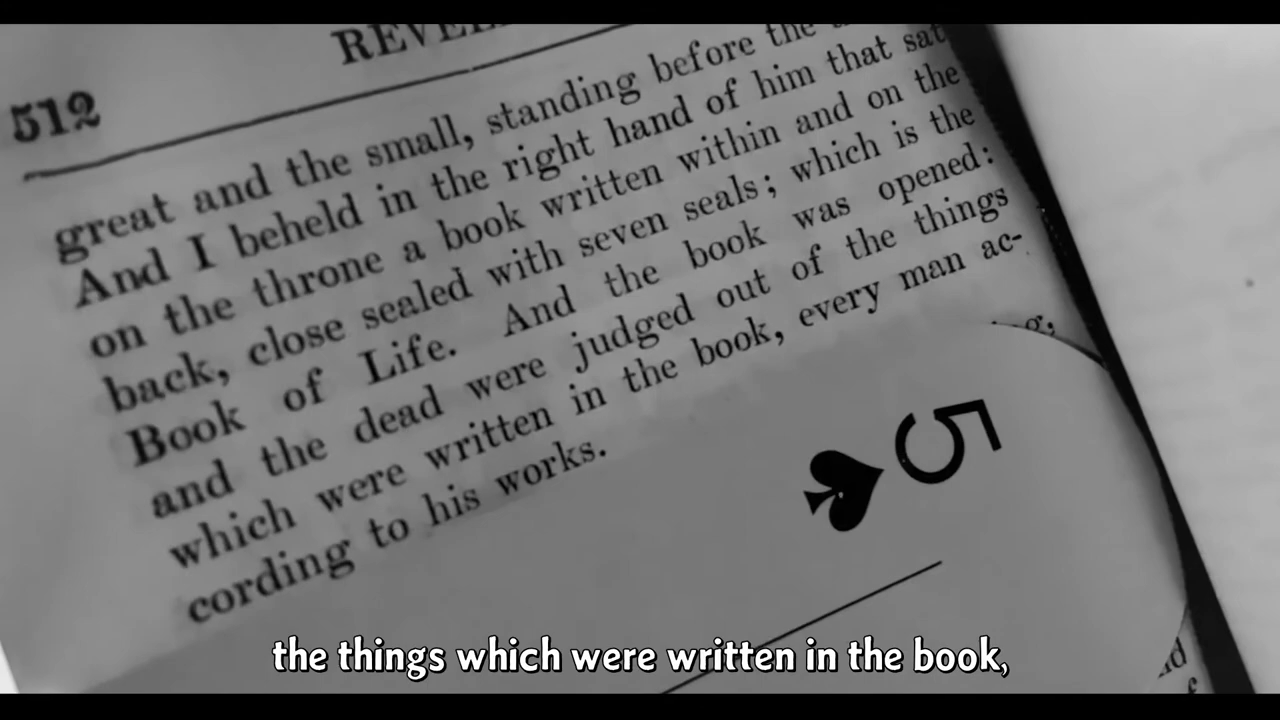 512
great and the small, standing before the
And I beheld in the right hand of him that sat
on the throne a book written within and on the
back, close sealed with seven seals; which is the
Book of Life. And the book was opened:
and the dead were judged out of the things
which were written in the book, every man ac-
cording to his works.
5
the things which were written in the book,